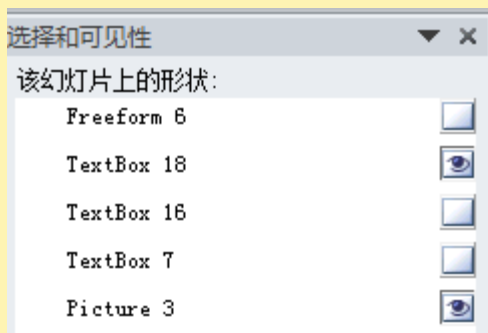 选择和可见性
该幻灯片上的形状:
Freeform 6
TextBox 18
TextBox 16
TextBox 7
Picture 3